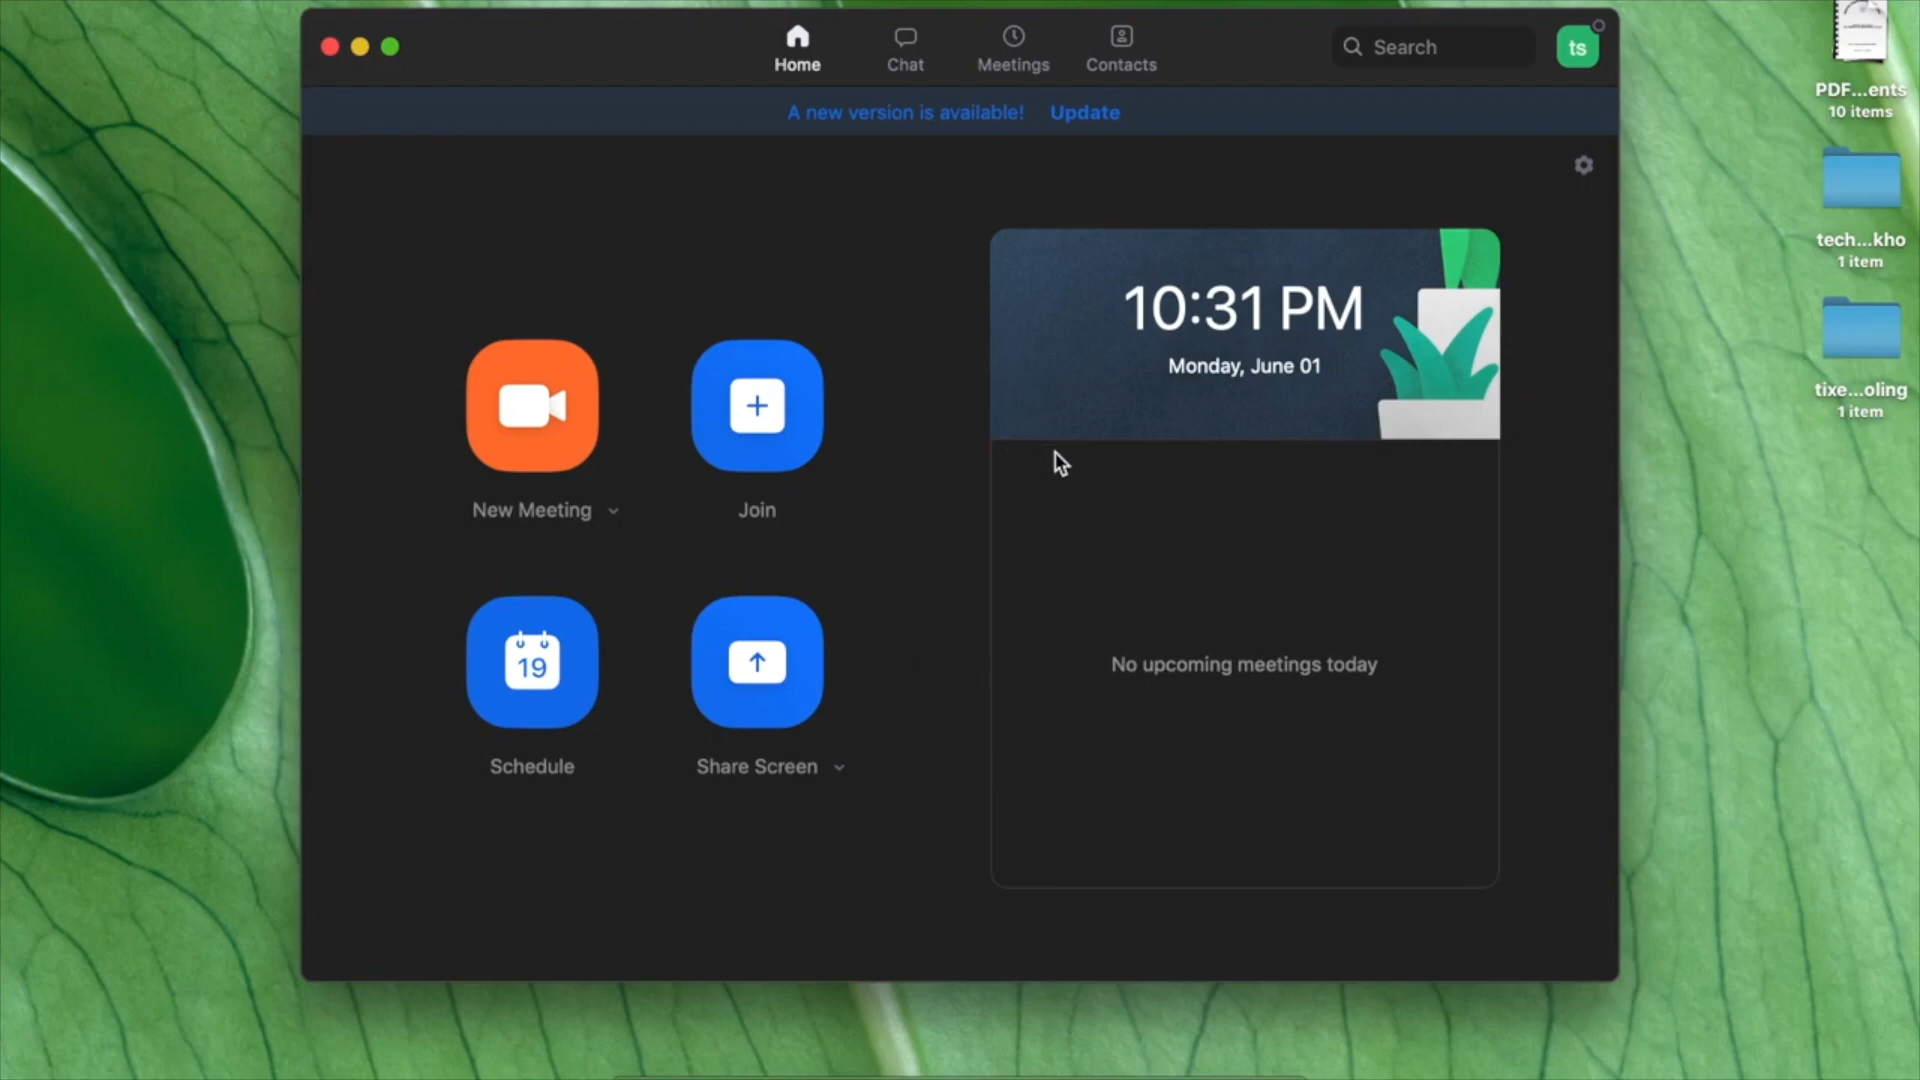 Home
Chat
Meetings
Contacts
Search
ts
A new version is available! Update
10:31 PM
Monday, June 01
New Meeting
Join
19
Schedule
Share Screen
No upcoming meetings today
PDF...ents
10 items
tech...kho
1 item
tixe...oling
1 item